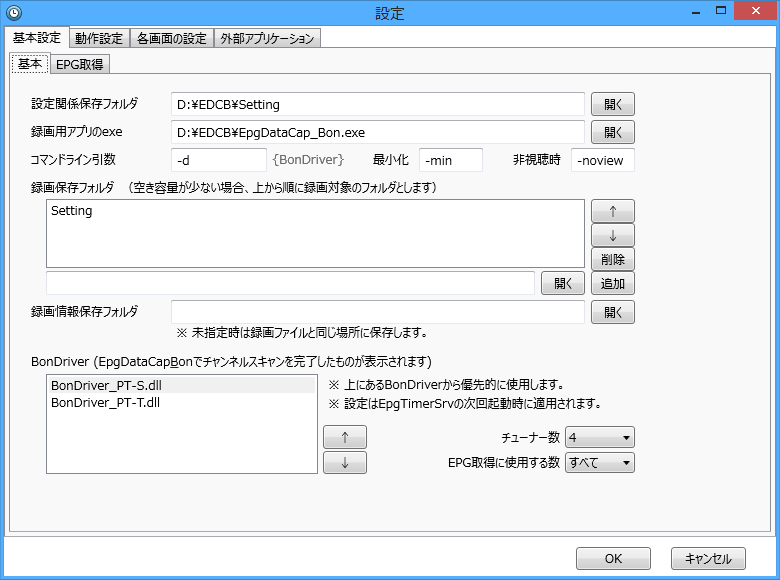 設定
基本設定 動作設定 各画面の設定 外部アプリケーション
基本 EPG取得
設定関係保存フォルダ D:¥EDCB¥Setting 開く
録画用アプリのexe D:¥EDCB¥EpgDataCap_Bon.exe 開く
コマンドライン引数 -d {BonDriver} 最小化 -min 非視聴時 -noview
録画保存フォルダ (空き容量が少ない場合、上から順に録画対象のフォルダとします)
Setting ↑
↓
削除
開く 追加
録画情報保存フォルダ 開く
※ 未指定時は録画ファイルと同じ場所に保存します。
BonDriver (EpgDataCapBonでチャンネルスキャンを完了したものが表示されます)
BonDriver_PT-S.dll ※ 上にあるBonDriverから優先的に使用します。
BonDriver_PT-T.dll ※ 設定はEpgTimerSrvの次回起動時に適用されます。
↑ チューナー数 4
↓ EPG取得に使用する数 すべて
OK キャンセル